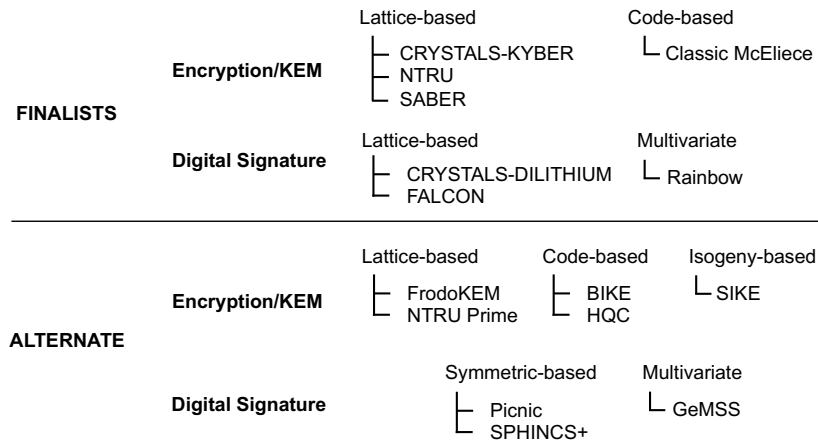 Lattice-based Code-based
Encryption/KEM
CRYSTALS-KYBER Classic McEliece
NTRU
SABER
FINALISTS
Lattice-based Multivariate
Digital Signature
CRYSTALS-DILITHIUM Rainbow
FALCON
Lattice-based Code-based Isogeny-based
Encryption/KEM
FrodoKEM BIKE SIKE
NTRU Prime HQC
ALTERNATE
Symmetric-based Multivariate
Digital Signature
Picnic GeMSS
SPHINCS+